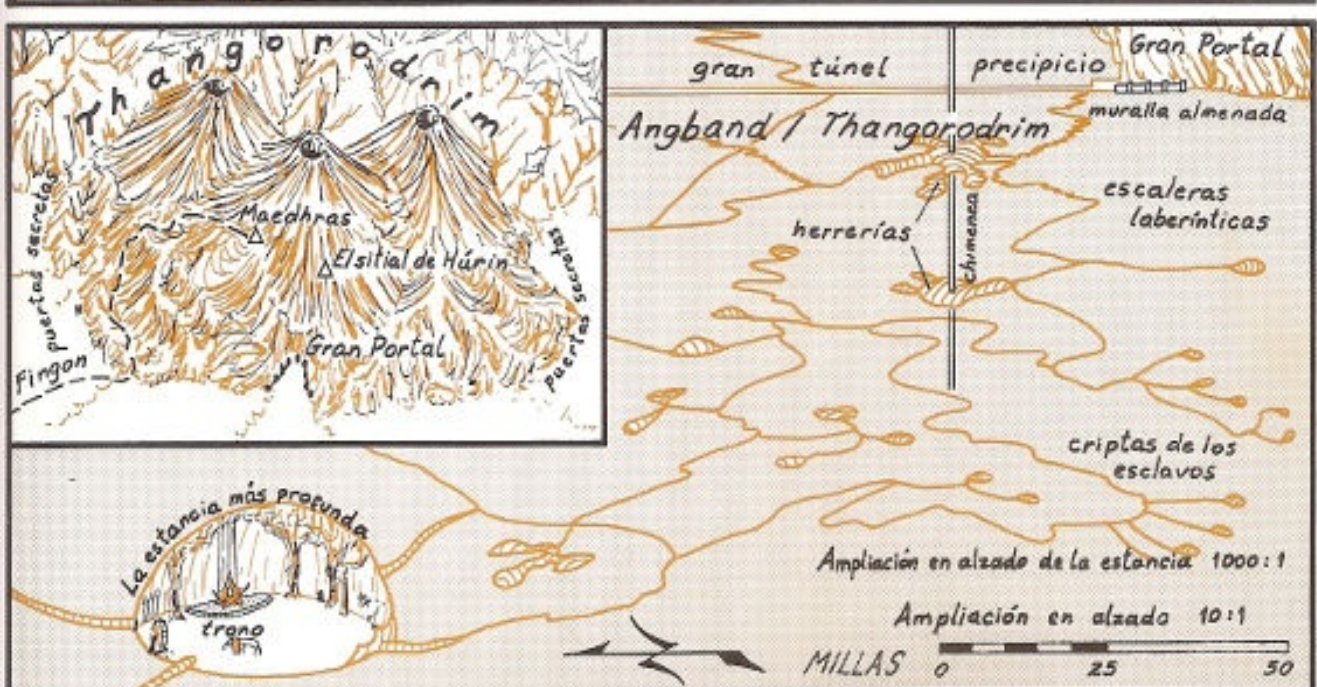 Thangorodrim
puertas secretas
Maedhras
El sitial de Húrin
puertas secretas
Gran Portal
Fingon
gran túnel
precipicio
Gran Portal
muralla almenada
Angband / Thangorodrim
escaleras
laberínticas
herrerías
chimenea
criptas de los
esclavos
La estancia más profunda
trono
Ampliación en alzado de la estancia 1000:1
Ampliación en alzado 10:1
MILLAS 0 25 50